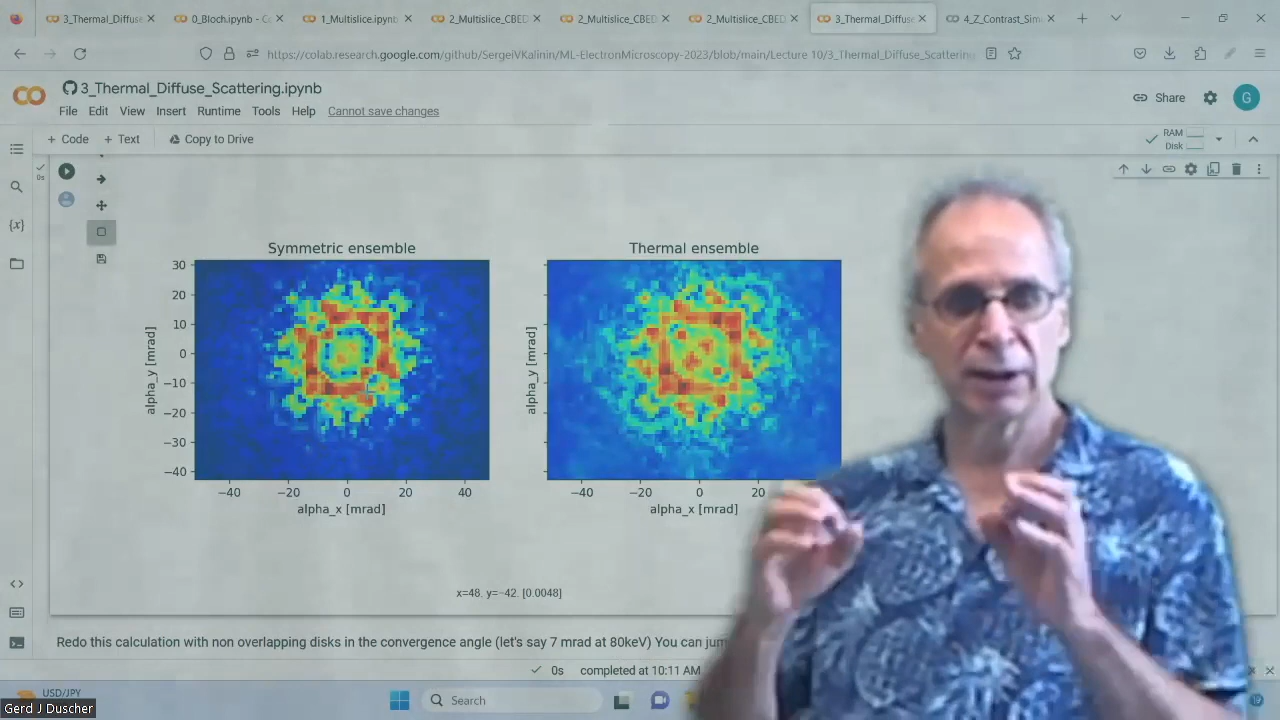 3_Thermal_Diffuse
0_Bloch.ipynb - C
1_Multislice.ipynb
2_Multislice_CBED
2_Multislice_CBED
2_Multislice_CBED
3_Thermal_Diffuse
4_Z_Contrast_Sim
https://colab.research.google.com/github/SergeiVKalinin/ML-ElectronMicroscopy-2023/blob/main/Lecture 10/3_Thermal_Diffuse_Scattering
3_Thermal_Diffuse_Scattering.ipynb
File Edit View Insert Runtime Tools Help Cannot save changes
Share
G
+ Code + Text Copy to Drive
RAM
Disk
0s
{x}
Symmetric ensemble
Thermal ensemble
30
20
10
0
−10
−20
−30
−40
alpha_y [mrad]
alpha_y [mrad]
−40 −20 0 20 40
−40 −20 0 20
alpha_x [mrad]
alpha_x [mrad]
x=48. y=−42. [0.0048]
Redo this calculation with non overlapping disks in the convergence angle (let's say 7 mrad at 80keV) You can jum
0s completed at 10:11 AM
USD/JPY
Search
Gerd J Duscher